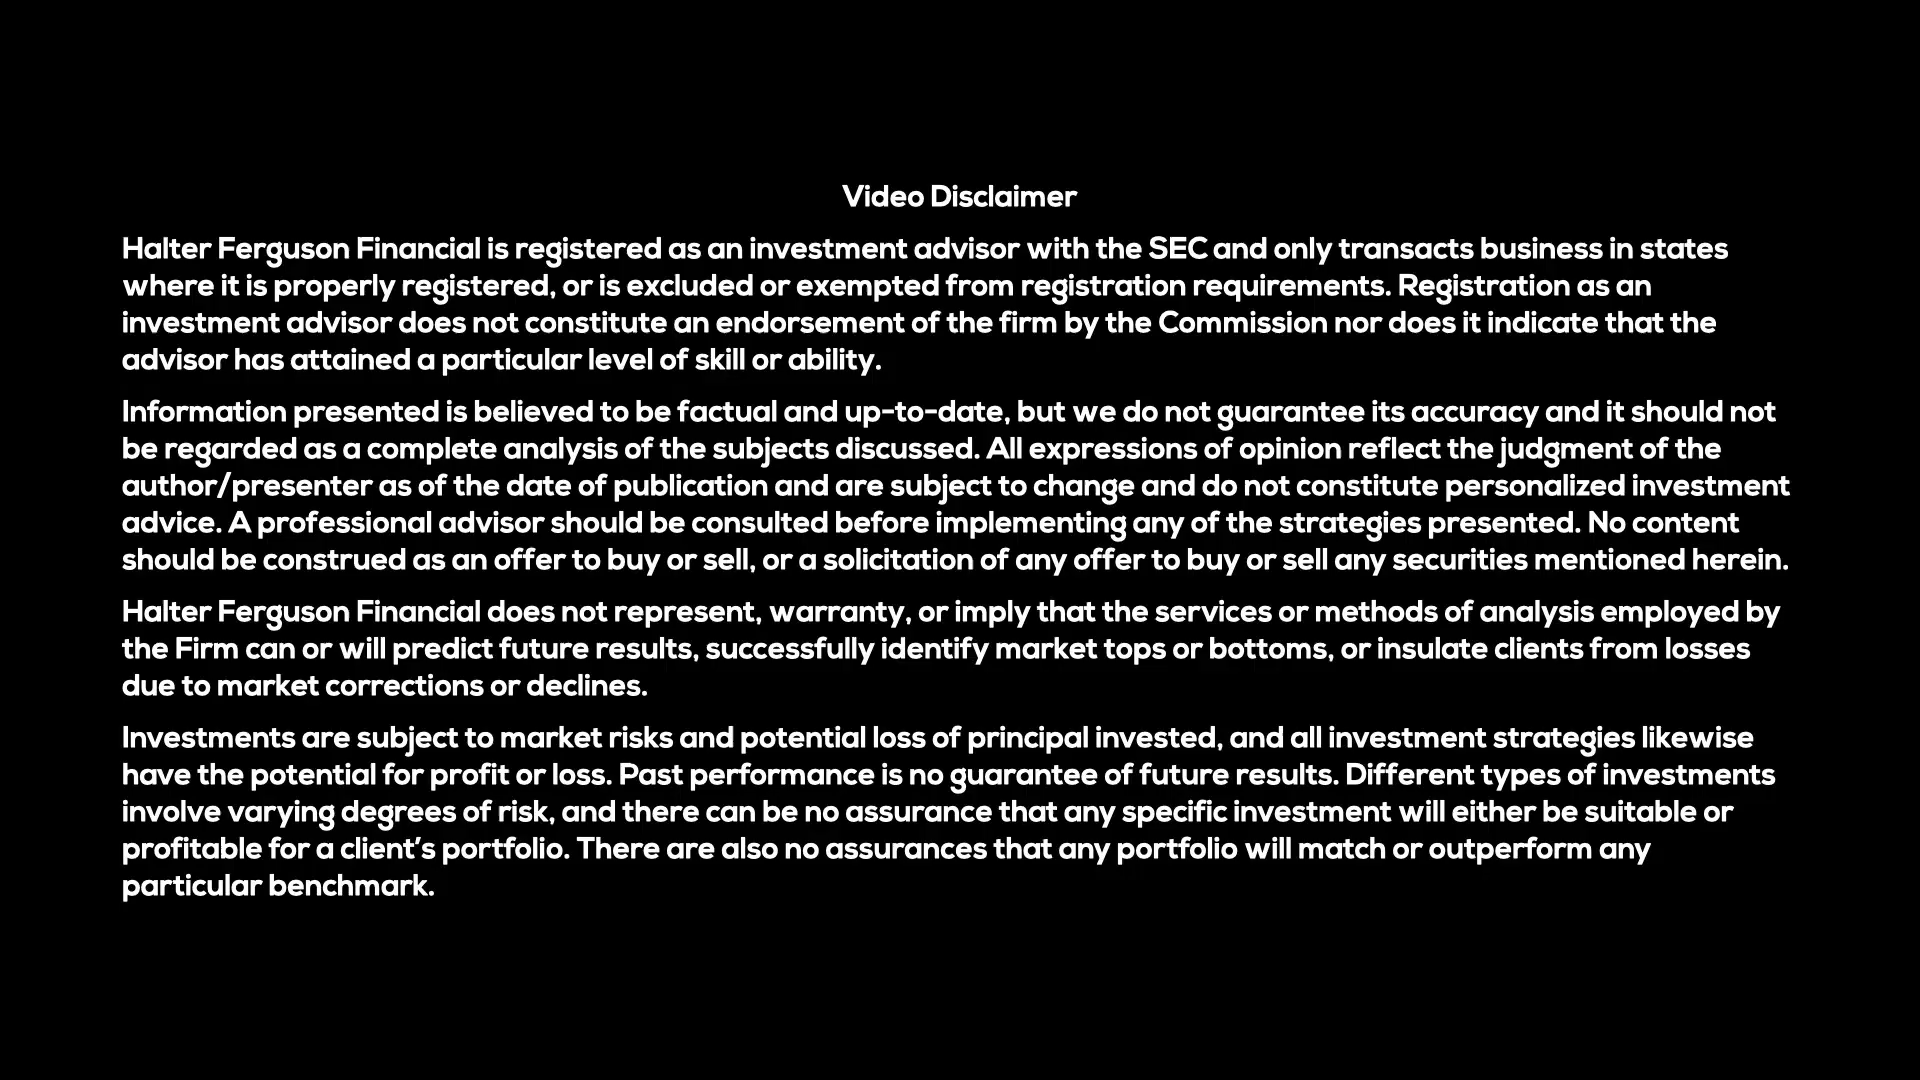 Video Disclaimer
Halter Ferguson Financial is registered as an investment advisor with the SEC and only transacts business in states
where it is properly registered, or is excluded or exempted from registration requirements. Registration as an
investment advisor does not constitute an endorsement of the firm by the Commission nor does it indicate that the
advisor has attained a particular level of skill or ability.
Information presented is believed to be factual and up-to-date, but we do not guarantee its accuracy and it should not
be regarded as a complete analysis of the subjects discussed. All expressions of opinion reflect the judgment of the
author/presenter as of the date of publication and are subject to change and do not constitute personalized investment
advice. A professional advisor should be consulted before implementing any of the strategies presented. No content
should be construed as an offer to buy or sell, or a solicitation of any offer to buy or sell any securities mentioned herein.
Halter Ferguson Financial does not represent, warranty, or imply that the services or methods of analysis employed by
the Firm can or will predict future results, successfully identify market tops or bottoms, or insulate clients from losses
due to market corrections or declines.
Investments are subject to market risks and potential loss of principal invested, and all investment strategies likewise
have the potential for profit or loss. Past performance is no guarantee of future results. Different types of investments
involve varying degrees of risk, and there can be no assurance that any specific investment will either be suitable or
profitable for a client’s portfolio. There are also no assurances that any portfolio will match or outperform any
particular benchmark.